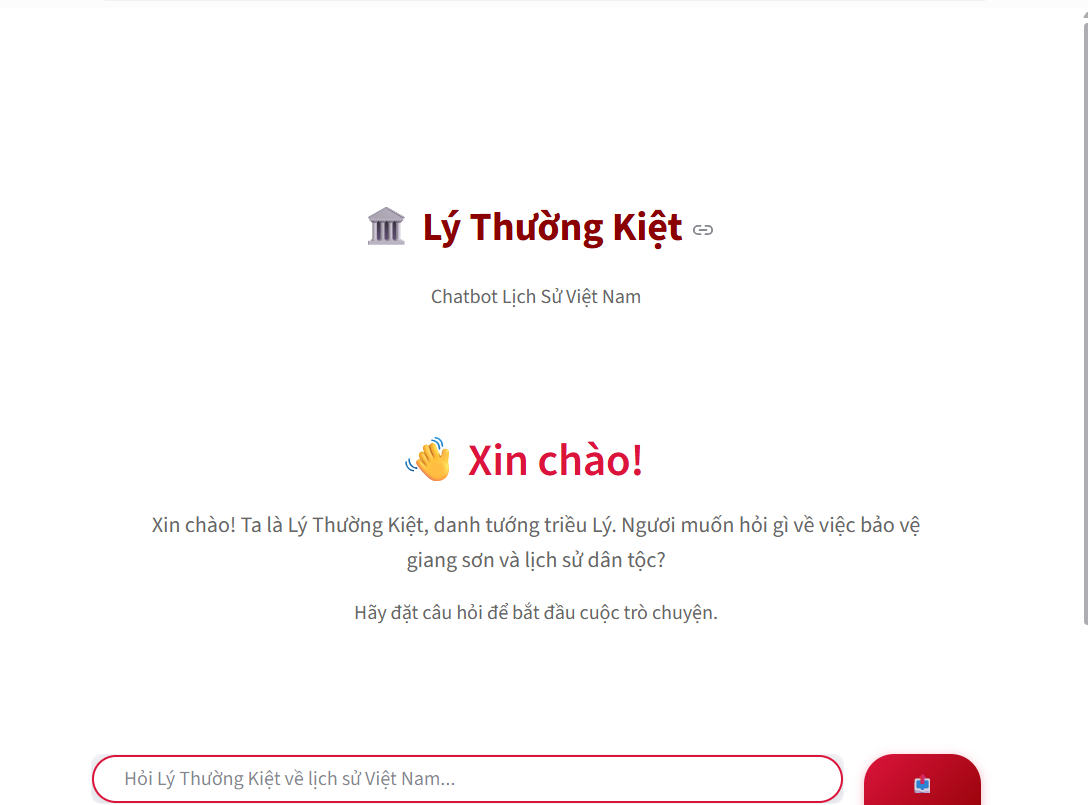 Lý Thường Kiệt
Chatbot Lịch Sử Việt Nam
Xin chào!
Xin chào! Ta là Lý Thường Kiệt, danh tướng triều Lý. Ngươi muốn hỏi gì về việc bảo vệ
giang sơn và lịch sử dân tộc?
Hãy đặt câu hỏi để bắt đầu cuộc trò chuyện.
Hỏi Lý Thường Kiệt về lịch sử Việt Nam...